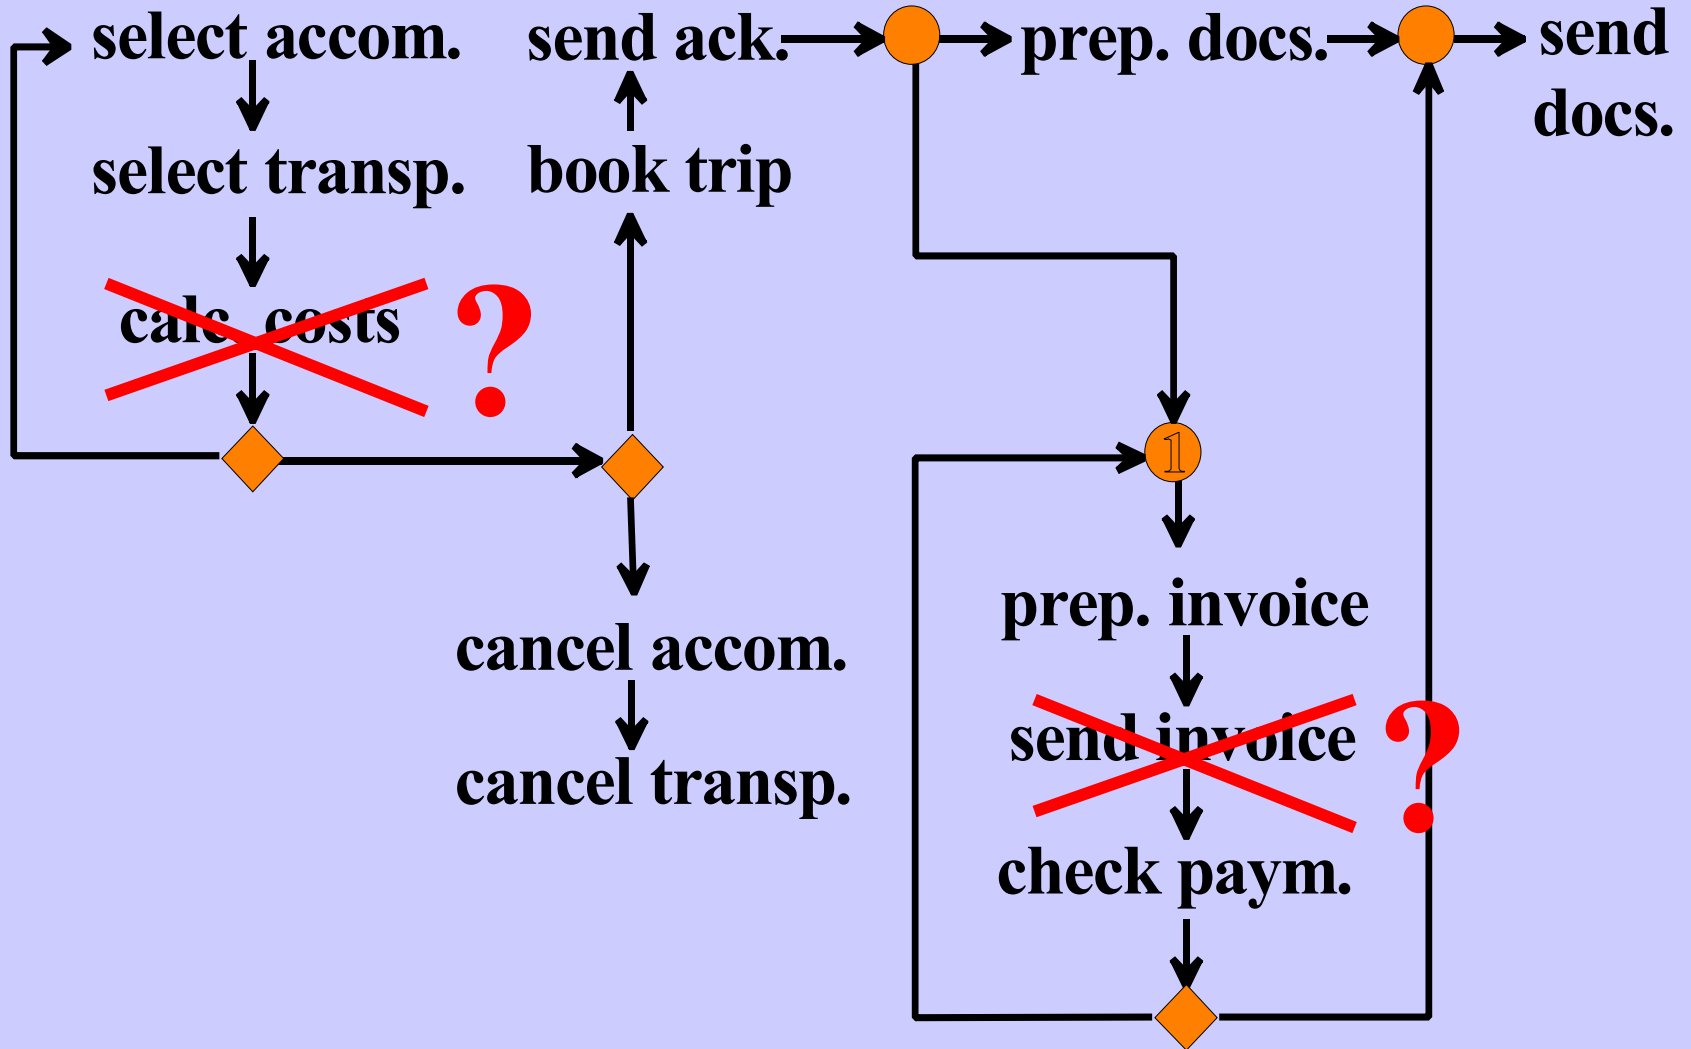 select accom.
send ack.
prep. docs.
send
docs.
select transp.
book trip
calc. costs
?
1
prep. invoice
cancel accom.
send invoice
?
cancel transp.
check paym.